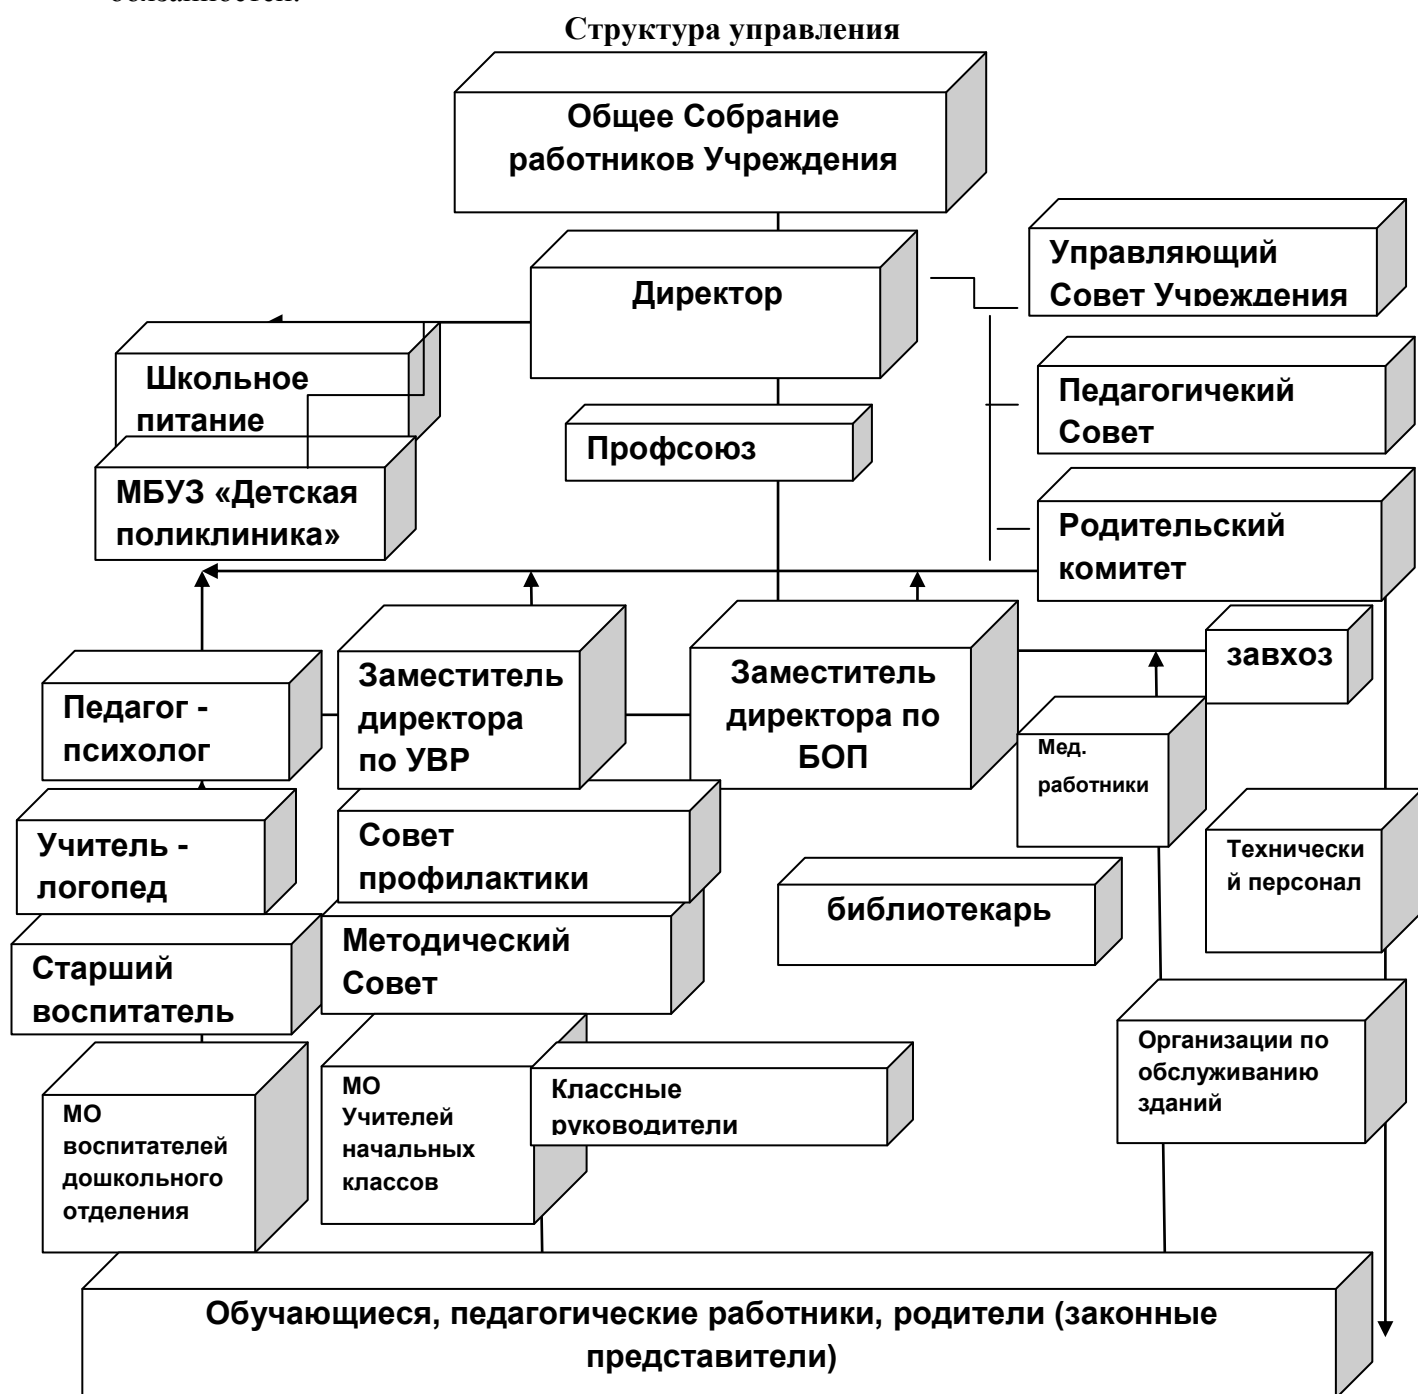 обязанностей.
Структура управления
Общее Собрание
работников Учреждения
Управляющий
Совет Учреждения
Директор
Школьное
питание
Педагогичекий
Совет
Профсоюз
МБУЗ «Детская
поликлиника»
Родительский
комитет
завхоз
Заместитель
директора
по УВР
Заместитель
директора по
БОП
Педагог -
психолог
Мед.
работники
Учитель -
логопед
Совет
профилактики
Технически
й персонал
библиотекарь
Старший
воспитатель
Методический
Совет
Организации по
обслуживанию
зданий
МО
воспитателей
дошкольного
отделения
МО
Учителей
начальных
классов
Классные
руководители
Обучающиеся, педагогические работники, родители (законные
представители)